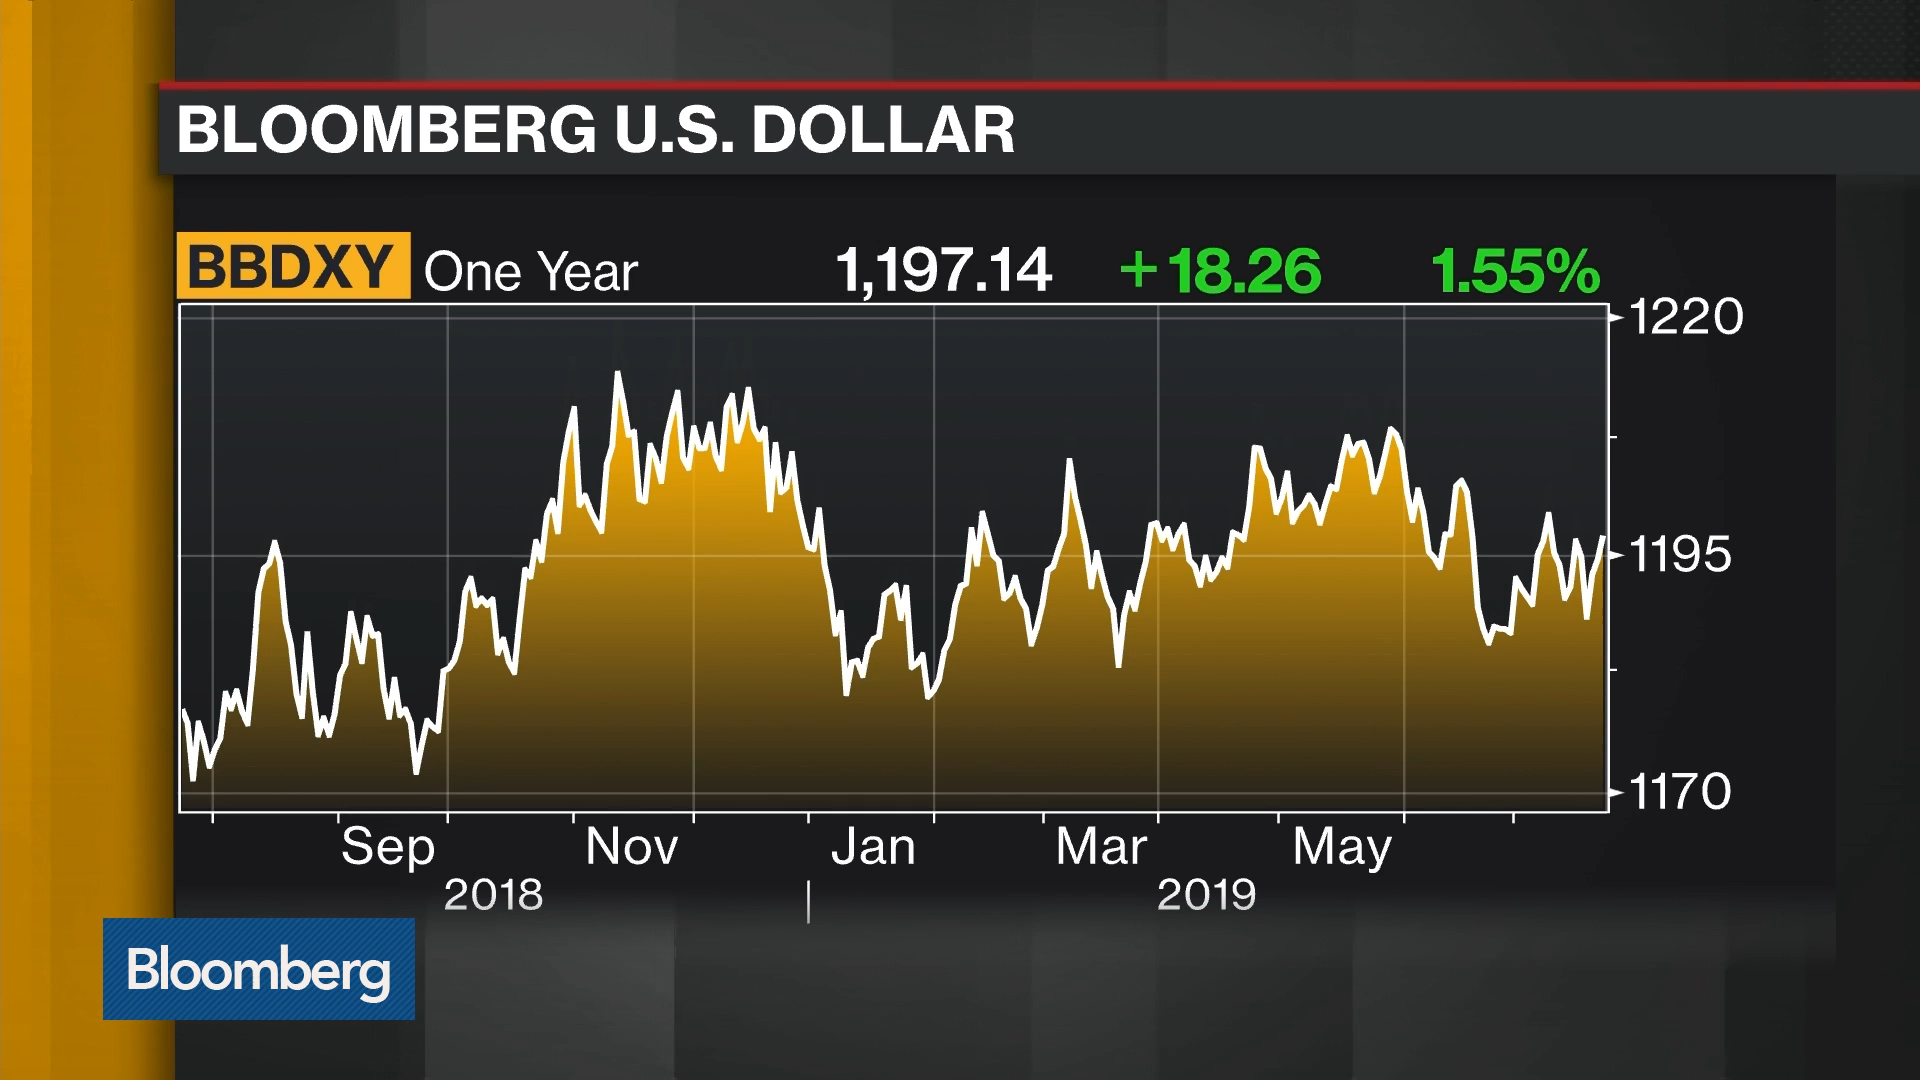 BLOOMBERG U.S. DOLLAR
BBDXY One Year 1,197.14 +18.26 1.55%
1220
1195
1170
Sep Nov Jan Mar May
2018 2019
Bloomberg